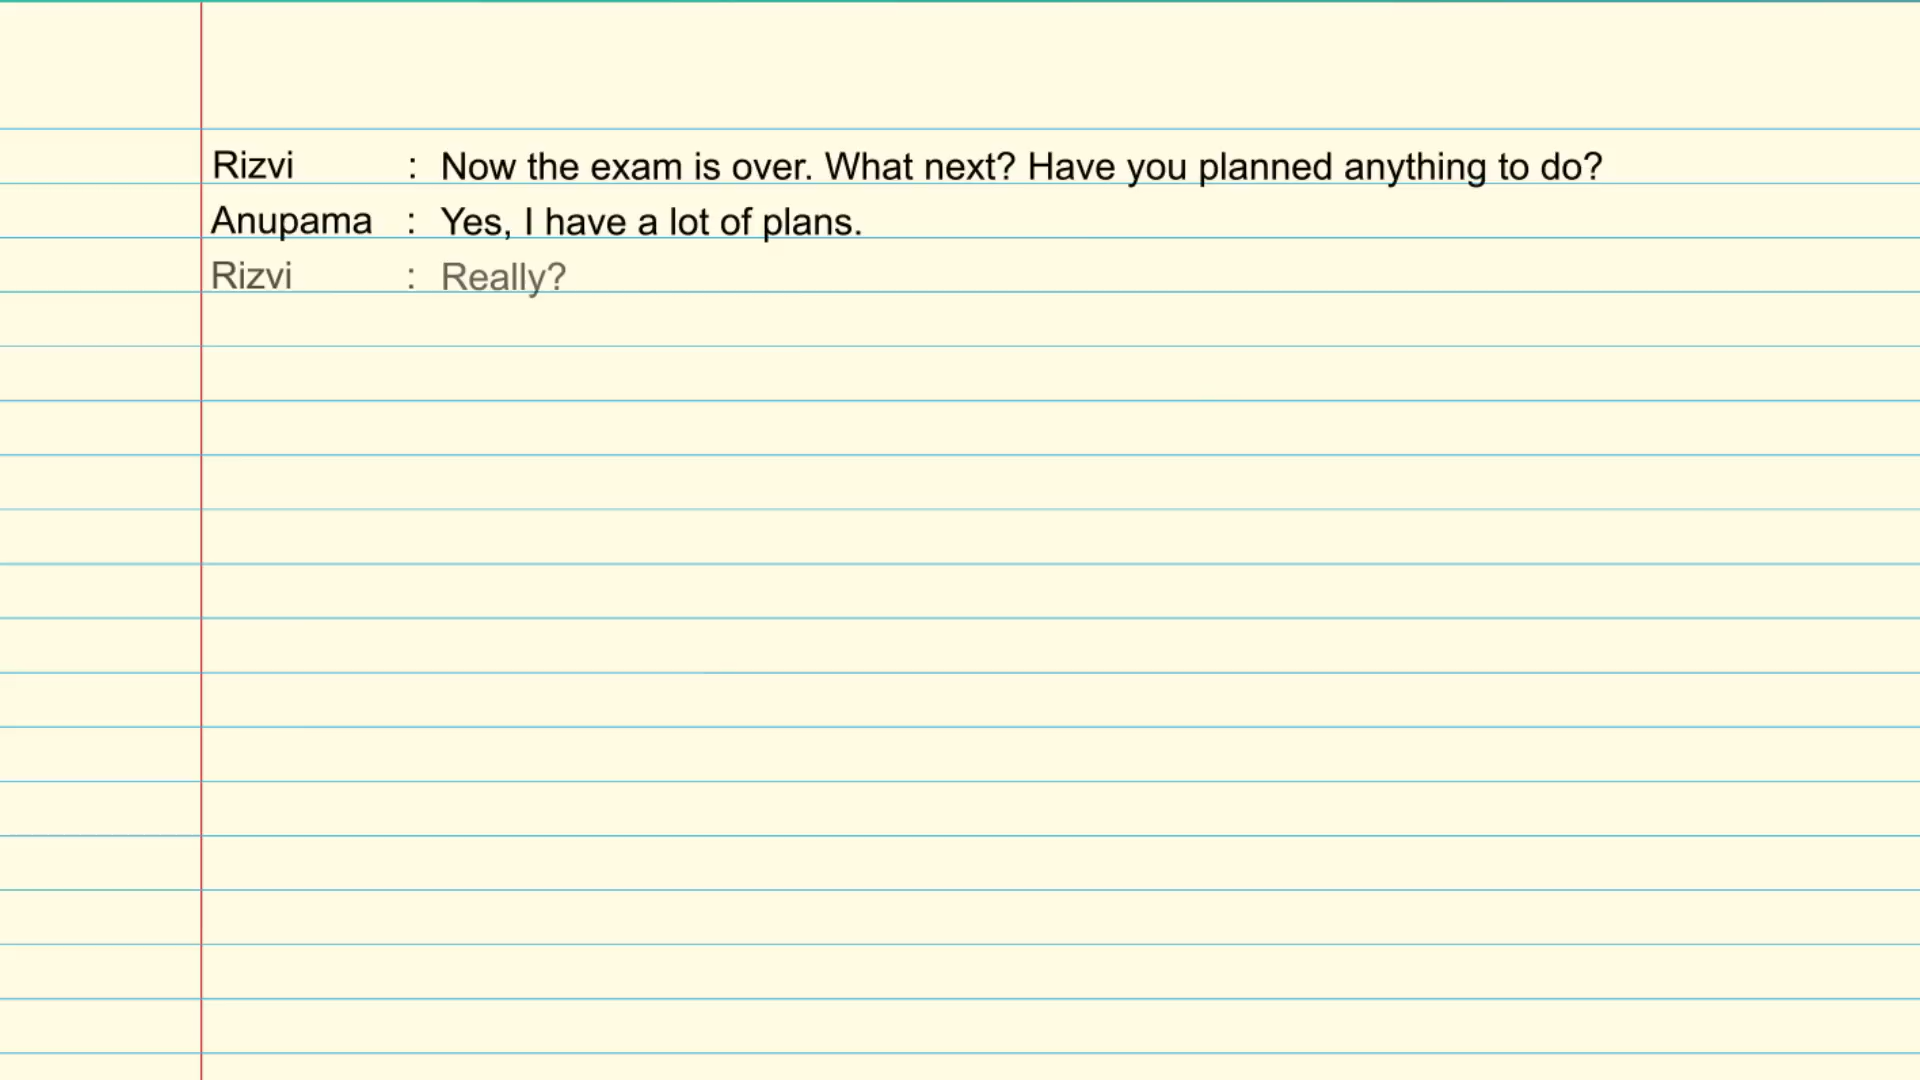 Rizvi : Now the exam is over. What next? Have you planned anything to do?
Anupama : Yes, I have a lot of plans.
Rizvi : Really?